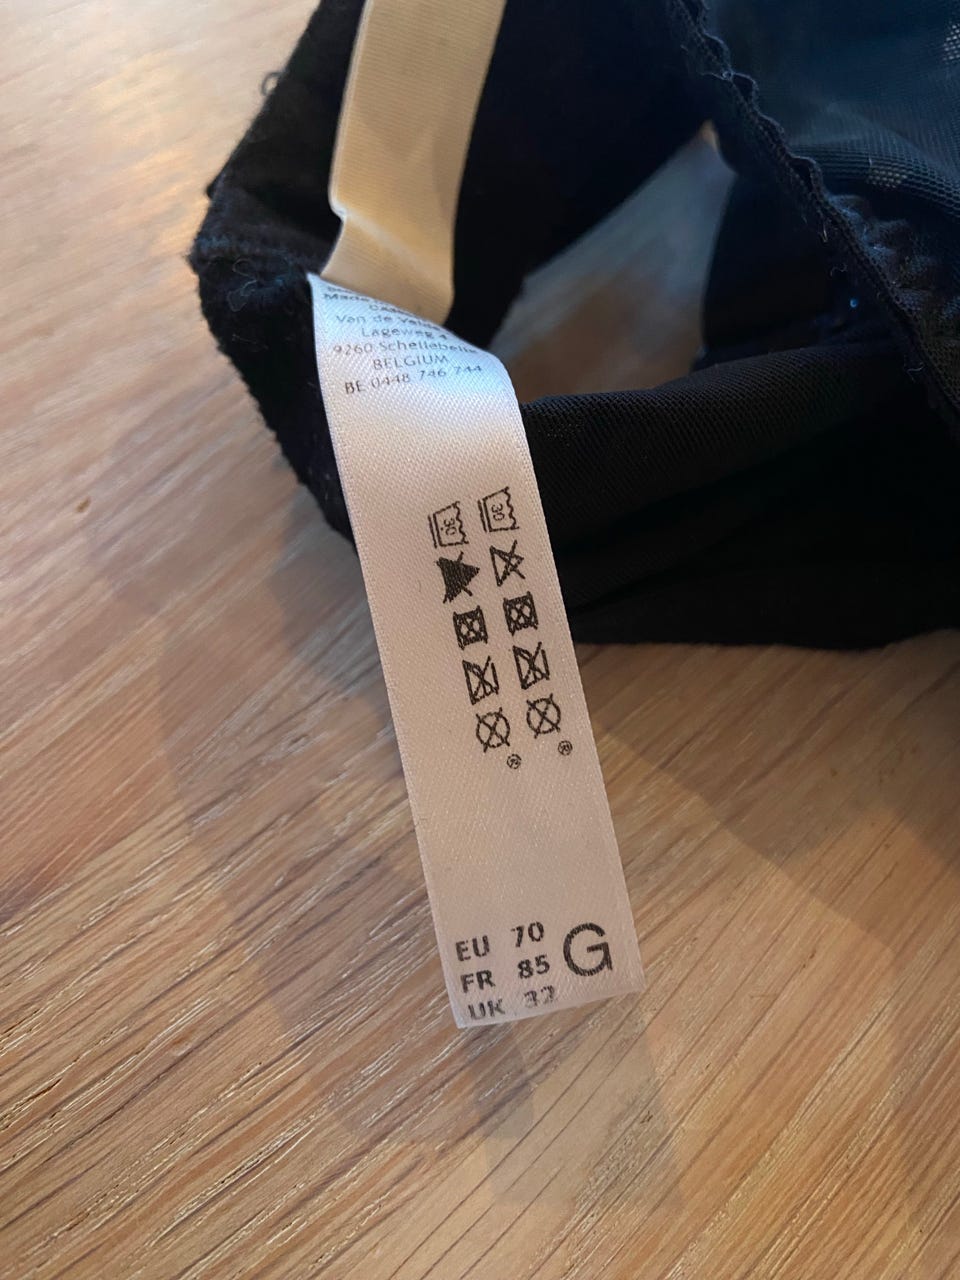 Made
Van de Velde
Lageweg 4
9260 Schellebelle
BELGIUM
BE 0448 746 744
30 30
EU 70
FR 85 G
UK 32